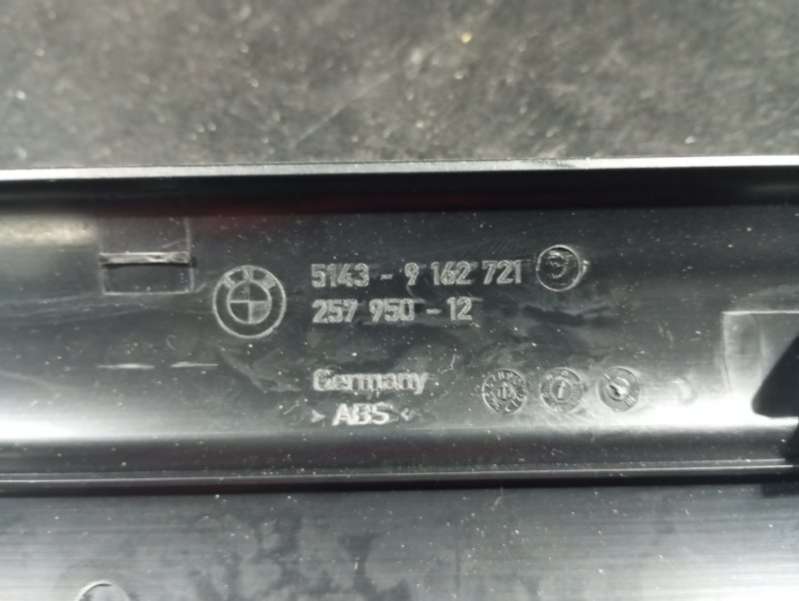 5143 - 9 162 721
257 950 - 12
Germany
> ABS <